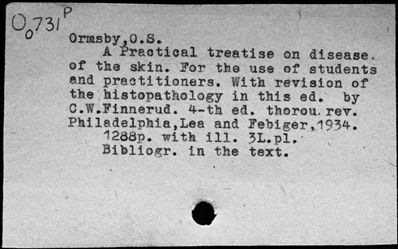 O₀731ᴾ
Ormsby,O.S.
A Practical treatise on disease.
of the skin. For the use of students
and practitioners. With revision of
the histopathology in this ed. by
C.W.Finnerud. 4-th ed. thorou.rev.
Philadelphia,Lea and Febiger,1934.
1288p. with ill. 3L.pl.
Bibliogr. in the text.